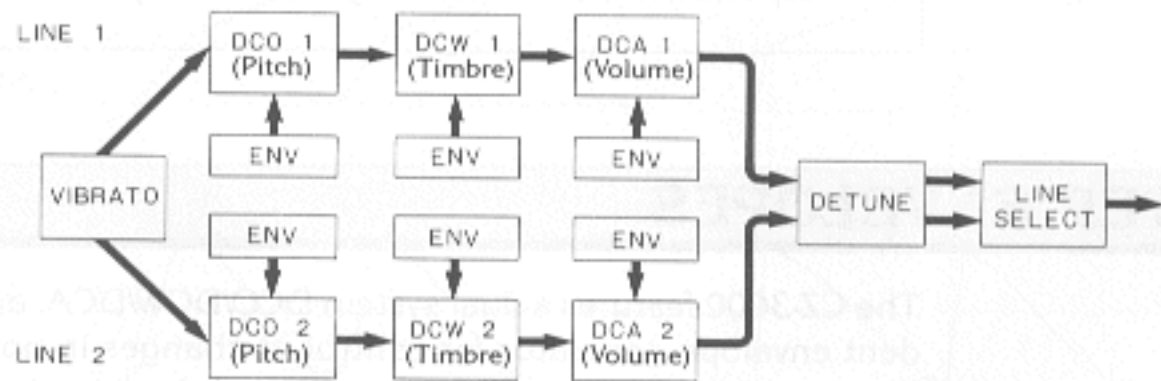 LINE 1
DCO 1
(Pitch)
DCW 1
(Timbre)
DCA 1
(Volume)
ENV
ENV
ENV
VIBRATO
DETUNE
LINE
SELECT
ENV
ENV
ENV
DCO 2
(Pitch)
DCW 2
(Timbre)
DCA 2
(Volume)
LINE 2